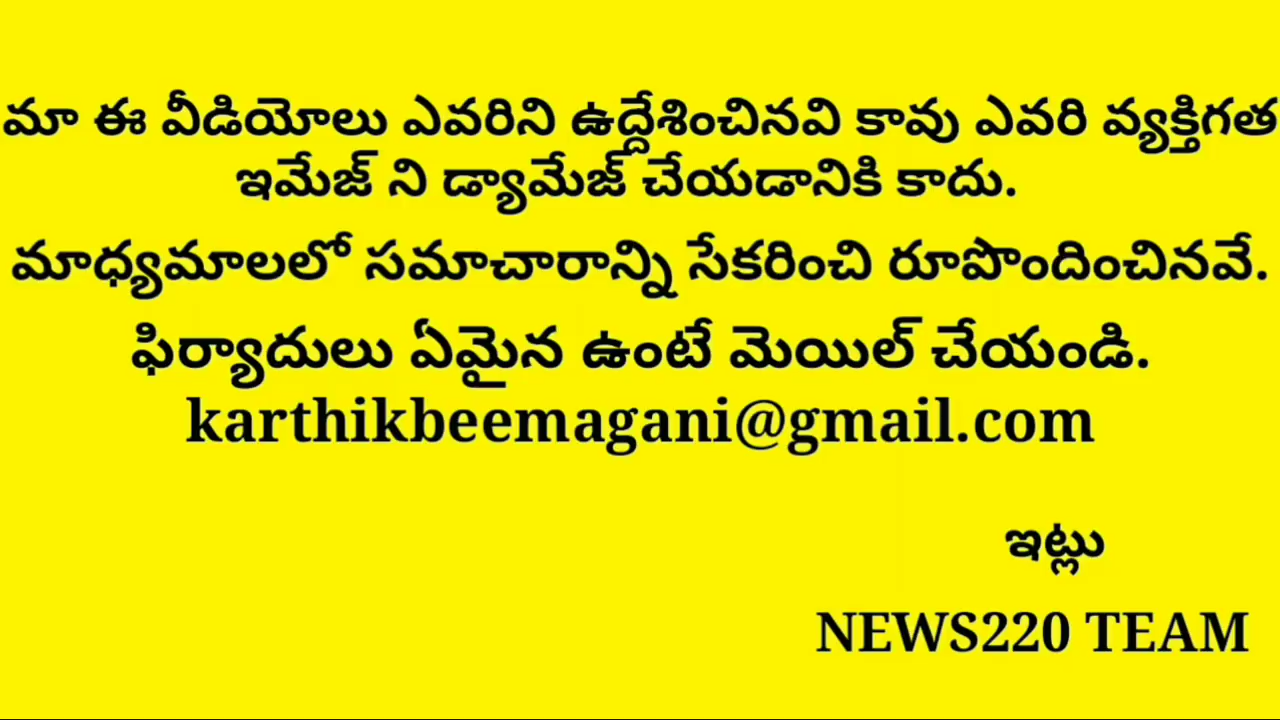 మా ఈ వీడియోలు ఎవరిని ఉద్దేశించినవి కావు ఎవరి వ్యక్తిగత
ఇమేజ్ ని డ్యామేజ్ చేయడానికి కాదు.
మాధ్యమాలలో సమాచారాన్ని సేకరించి రూపొందించినవే.
ఫిర్యాదులు ఏమైన ఉంటే మెయిల్ చేయండి.
karthikbeemagani@gmail.com
ఇట్లు
NEWS220 TEAM